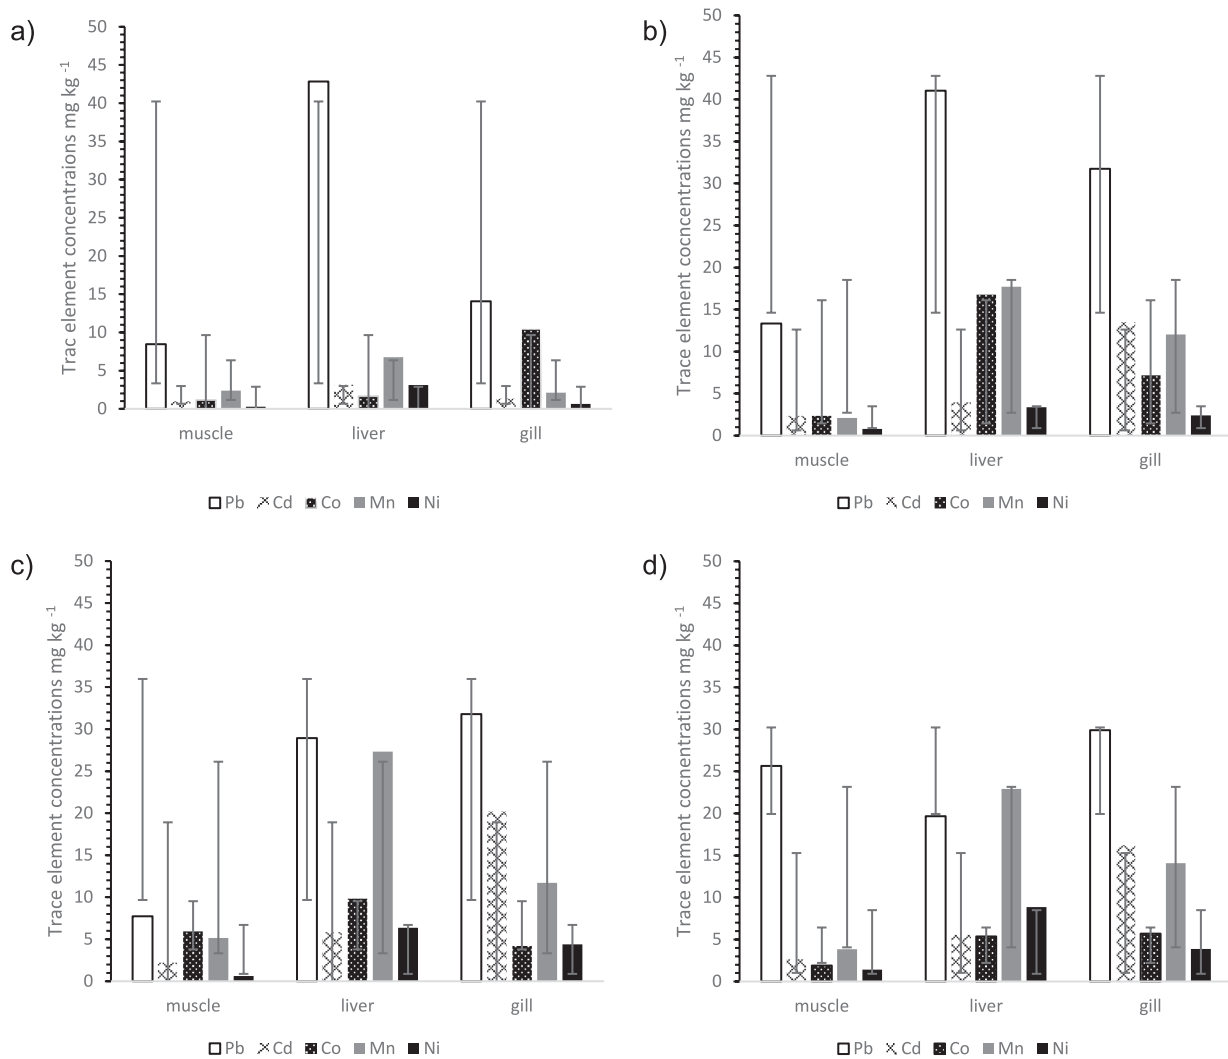 a)
Trac element concentraions mg kg -1
50
45
40
35
30
25
20
15
10
5
0
muscle liver gill
Pb Cd Co Mn Ni
b)
Trace element cocncentrations mg kg -1
50
45
40
35
30
25
20
15
10
5
0
muscle liver gill
Pb Cd Co Mn Ni
c)
Trace element concentrations mg kg -1
50
45
40
35
30
25
20
15
10
5
0
muscle liver gill
Pb Cd Co Mn Ni
d)
Trace element cocnentrations mg kg -1
50
45
40
35
30
25
20
15
10
5
0
muscle liver gill
Pb Cd Co Mn Ni